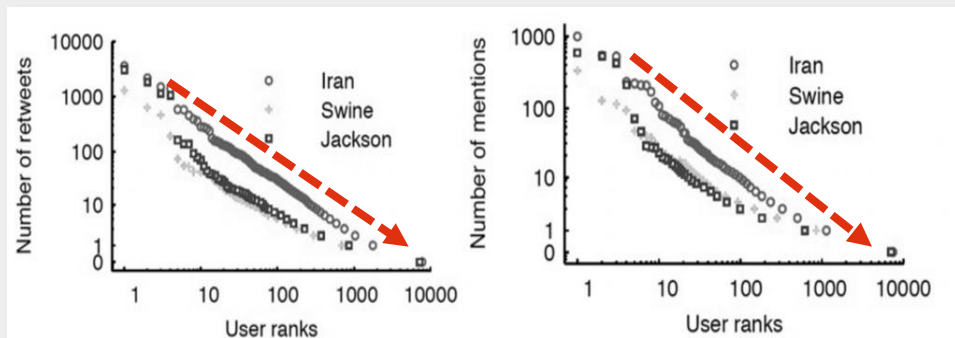 Number of retweets
10000
1000
100
10
1
0
Iran
Swine
Jackson
1 10 100 1000 10000
User ranks
Number of mentions
1000
100
10
1
0
Iran
Swine
Jackson
1 10 100 1000 10000
User ranks